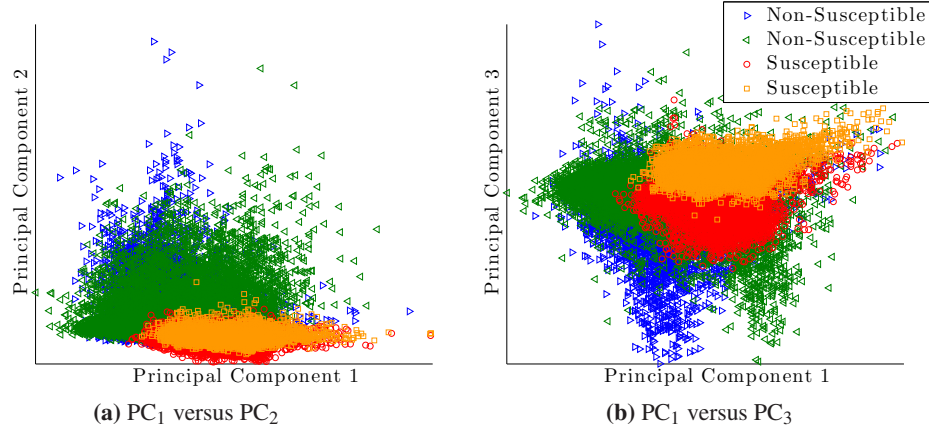 Non-Susceptible
Non-Susceptible
Susceptible
Susceptible
Principal Component 2
Principal Component 1
(a) PC1 versus PC2
Principal Component 3
Principal Component 1
(b) PC1 versus PC3